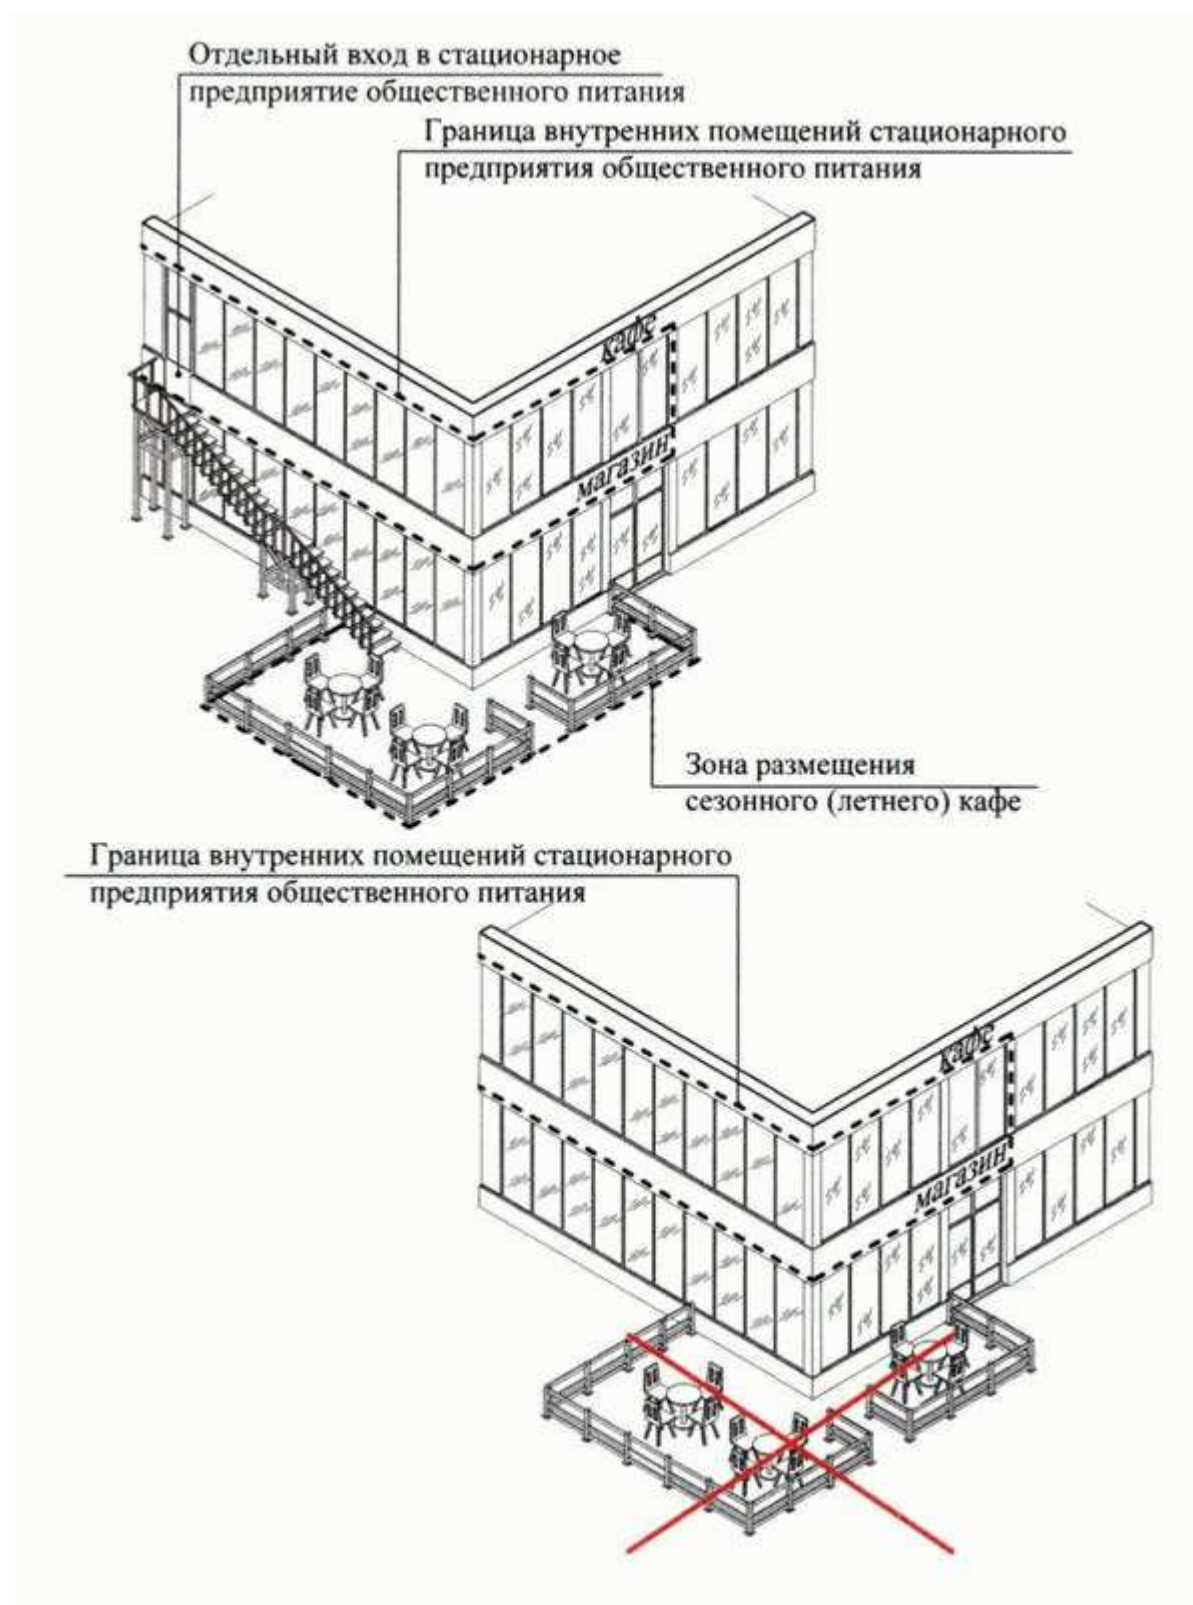 Отдельный вход в стационарное
предприятие общественного питания
Граница внутренних помещений стационарного
предприятия общественного питания
кафе
магазин
Зона размещения
сезонного (летнего) кафе
Граница внутренних помещений стационарного
предприятия общественного питания
кафе
магазин